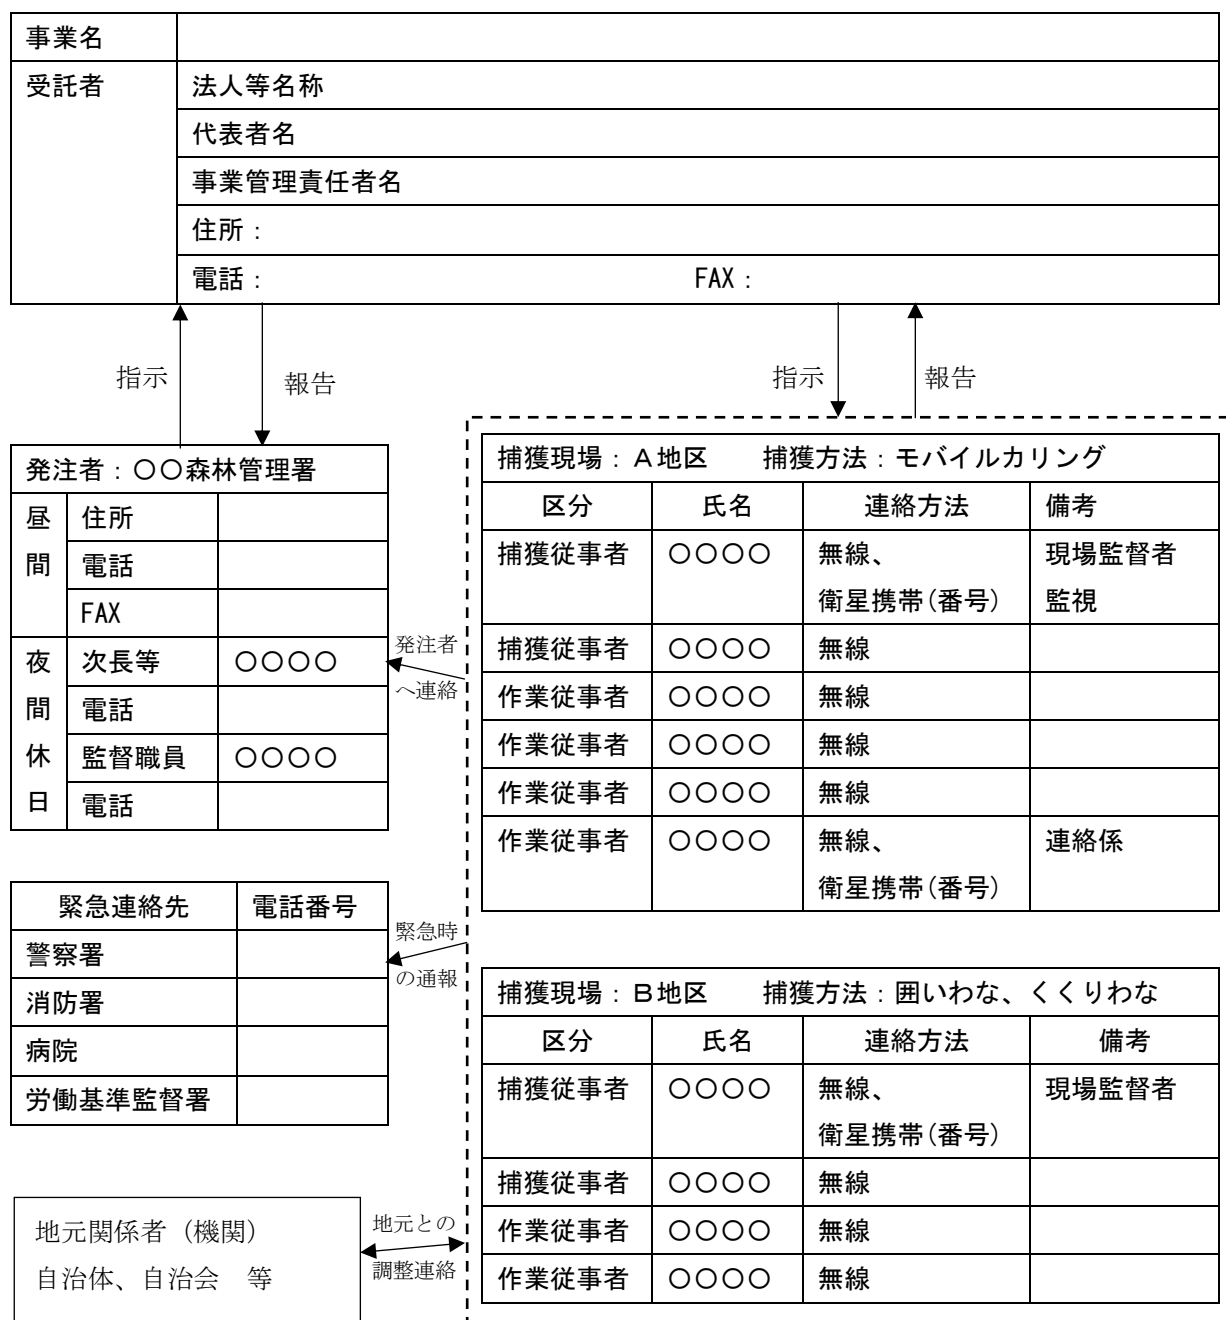 事業名
受託者
法人等名称
代表者名
事業管理責任者名
住所：
電話： FAX：
指示 報告 指示 報告
発注者：〇〇森林管理署
昼間 住所
電話
FAX
夜間休日 次長等 〇〇〇〇
電話
監督職員 〇〇〇〇
電話
発注者
へ連絡
捕獲現場：Ａ地区 捕獲方法：モバイルカリング
区分 氏名 連絡方法 備考
捕獲従事者 〇〇〇〇 無線、 現場監督者
衛星携帯(番号) 監視
捕獲従事者 〇〇〇〇 無線
作業従事者 〇〇〇〇 無線
作業従事者 〇〇〇〇 無線
作業従事者 〇〇〇〇 無線
作業従事者 〇〇〇〇 無線、 連絡係
衛星携帯(番号)
緊急連絡先 電話番号
警察署
消防署
病院
労働基準監督署
緊急時
の通報
捕獲現場：Ｂ地区 捕獲方法：囲いわな、くくりわな
区分 氏名 連絡方法 備考
捕獲従事者 〇〇〇〇 無線、 現場監督者
衛星携帯(番号)
捕獲従事者 〇〇〇〇 無線
作業従事者 〇〇〇〇 無線
作業従事者 〇〇〇〇 無線
地元関係者（機関）
自治体、自治会　等
地元との
調整連絡